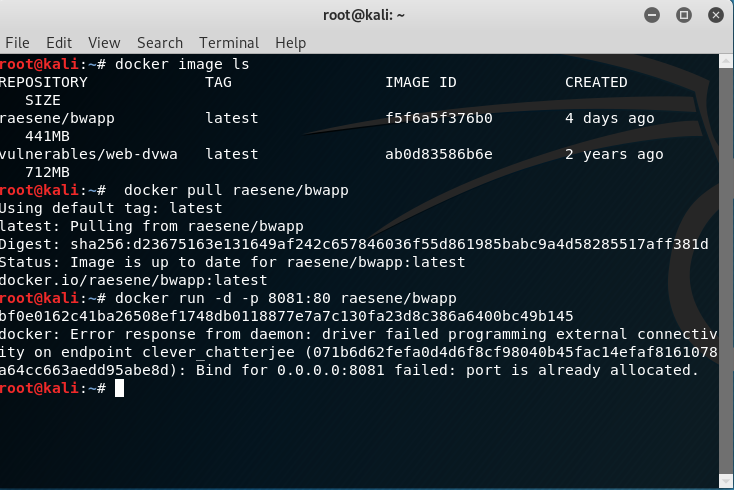 root@kali: ~
File Edit View Search Terminal Help
root@kali:~# docker image ls
REPOSITORY TAG IMAGE ID CREATED
SIZE
raesene/bwapp latest f5f6a5f376b0 4 days ago
441MB
vulnerables/web-dvwa latest ab0d83586b6e 2 years ago
712MB
root@kali:~#  docker pull raesene/bwapp
Using default tag: latest
latest: Pulling from raesene/bwapp
Digest: sha256:d23675163e131649af242c657846036f55d861985babc9a4d58285517aff381d
Status: Image is up to date for raesene/bwapp:latest
docker.io/raesene/bwapp:latest
root@kali:~# docker run -d -p 8081:80 raesene/bwapp
bf0e0162c41ba26508ef1748db0118877e7a7c130fa23d8c386a6400bc49b145
docker: Error response from daemon: driver failed programming external connectiv
ity on endpoint clever_chatterjee (071b6d62fefa0d4d6f8cf98040b45fac14efaf8161078
a64cc663aedd95abe8d): Bind for 0.0.0.0:8081 failed: port is already allocated.
root@kali:~#